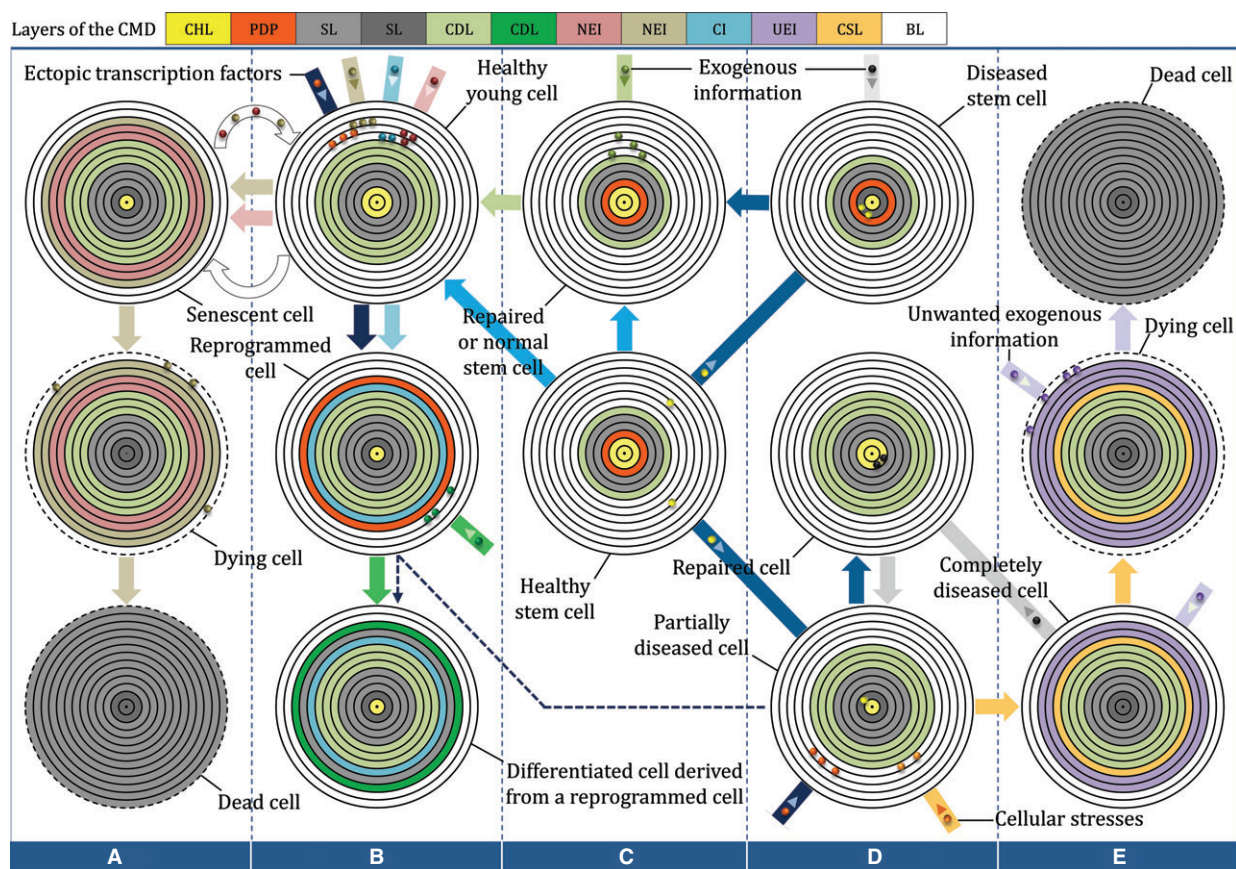 Layers of the CMD
CHL PDP SL SL CDL CDL NEI NEI CI UEI CSL BL
Ectopic transcription factors
Healthy
young cell
Exogenous
information
Diseased
stem cell
Dead cell
Senescent cell
Reprogrammed
cell
Repaired
or normal
stem cell
Unwanted exogenous
information
Dying cell
Dying cell
Healthy
stem cell
Repaired cell
Completely
diseased cell
Partially
diseased cell
Dead cell
Differentiated cell derived
from a reprogrammed cell
Cellular stresses
A B C D E